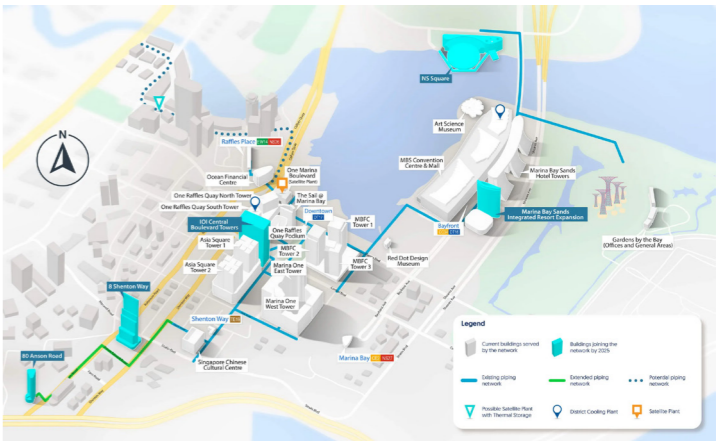 NS Square
Art Science
Museum
MBS Convention
Centre & Mall
Marina Bay Sands
Hotel Towers
Marina Bay Sands
Integrated Resort Expansion
Gardens by the Bay
(Offices and General Areas)
N
Raffles Place
Ocean Financial
Centre
One Marina
Boulevard
(Satellite Plant)
One Raffles Quay North Tower
The Sail @
Marina Bay
One Raffles Quay South Tower
Downtown
IOI Central
Boulevard Towers
One Raffles
Quay Podium
MBFC
Tower 1
Bayfront
Asia Square
Tower 1
MBFC
Tower 2
Asia Square
Tower 2
Marina One
East Tower
MBFC
Tower 3
Red Dot Design
Museum
8 Shenton Way
Marina One
West Tower
Shenton Way
80 Anson Road
Singapore Chinese
Cultural Centre
Marina Bay
Legend
Current buildings served
by the network
Buildings joining the
network by 2025
Existing piping
network
Extended piping
network
Potential piping
network
Possible Satellite Plant
with Thermal Storage
District Cooling Plant
Satellite Plant